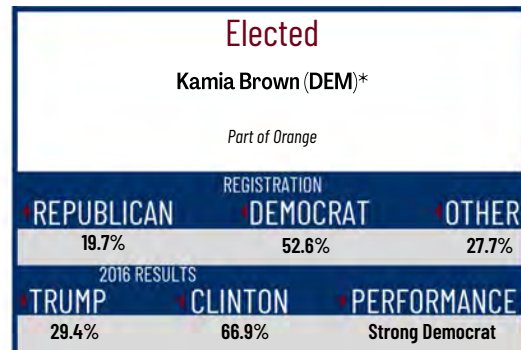 Elected
Kamia Brown (DEM)*
Part of Orange
REGISTRATION
REPUBLICAN DEMOCRAT OTHER
19.7% 52.6% 27.7%
2016 RESULTS
TRUMP CLINTON PERFORMANCE
29.4% 66.9% Strong Democrat